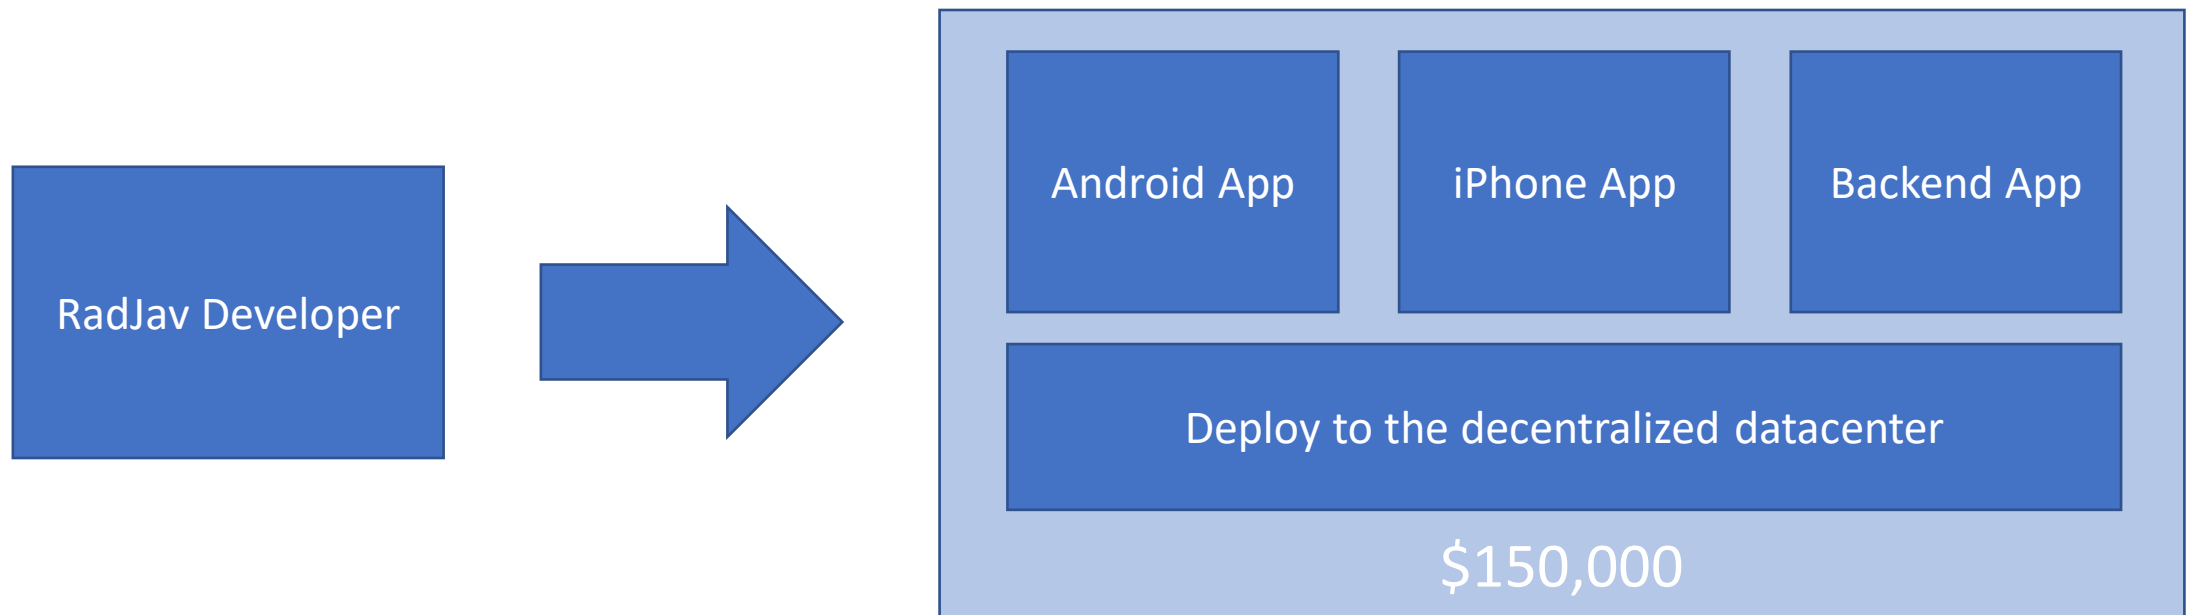 RadJav Developer
Android App
iPhone App
Backend App
Deploy to the decentralized datacenter
$150,000